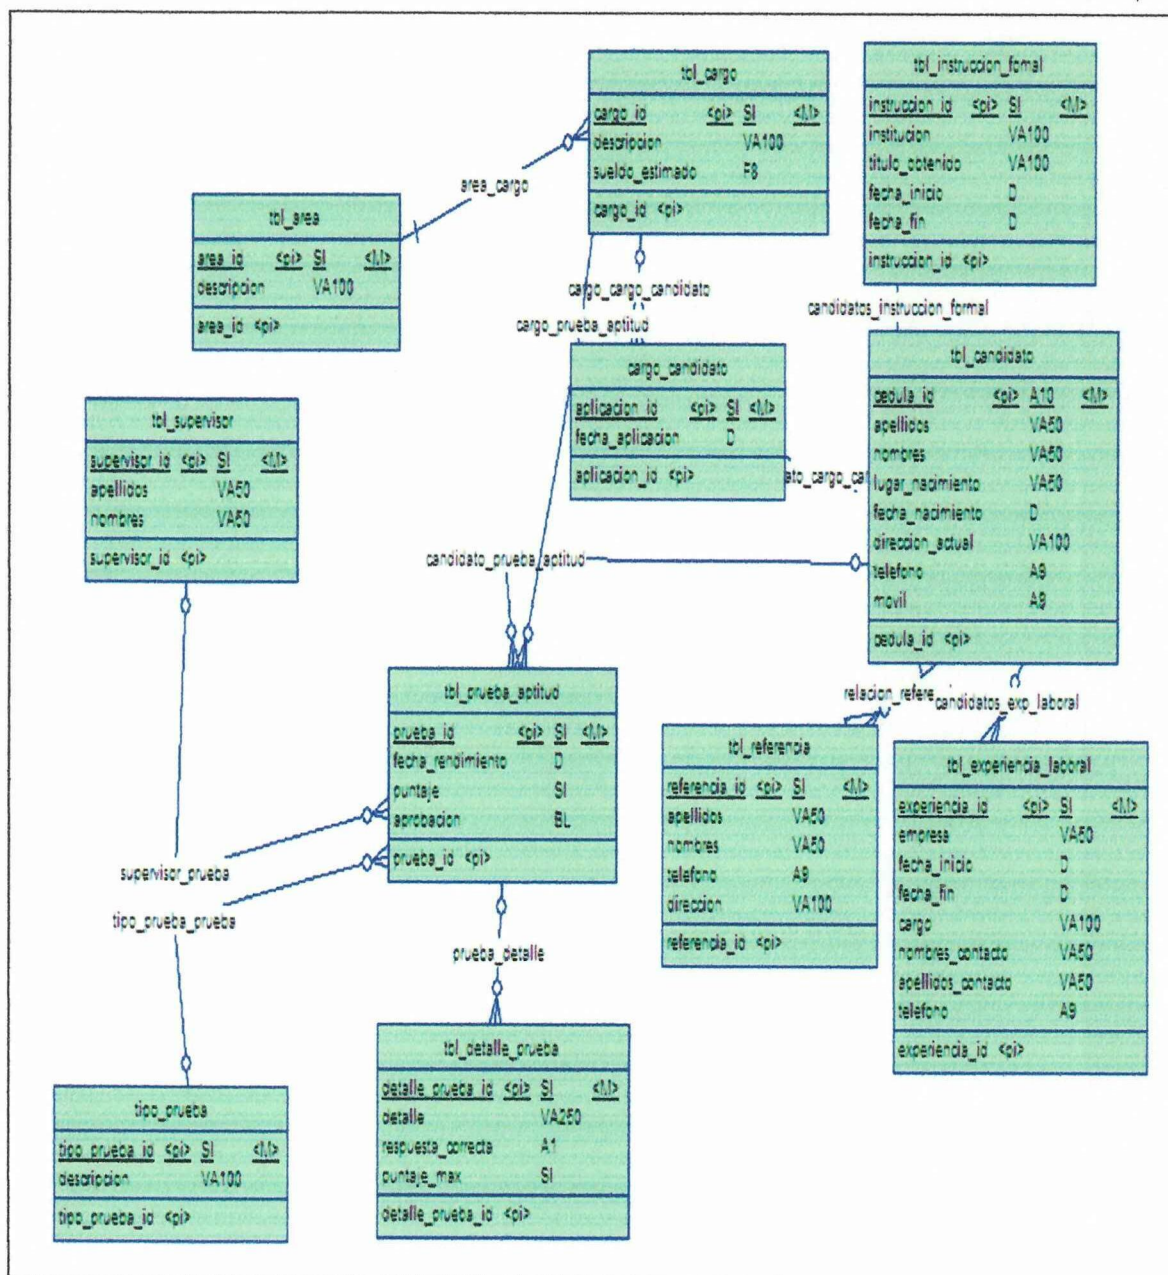 tbl_cargo
cargo_id <pi> SI <M>
descripcion VA100
sueldo_estimado F8
cargo_id <pi>
tbl_instruccion_fomal
instruccion_id <pi> SI <M>
institucion VA100
titulo_obtenido VA100
fecha_inicio D
fecha_fin D
instruccion_id <pi>
area_cargo
tbl_area
area_id <pi> SI <M>
descripcion VA100
area_id <pi>
cargo_cargo_candidato
cargo_prueba_aptitud
candidatos_instruccion_formal
cargo_candidato
aplicacion_id <pi> SI <M>
fecha_aplicacion D
aplicacion_id <pi>
tbl_candidato
cedula_id <pi> A10 <M>
apellidos VA50
nombres VA50
lugar_nacimiento VA50
fecha_nacimiento D
direccion_actual VA100
telefono A9
movil A9
cedula_id <pi>
ato_cargo_can
tbl_supervisor
supervisor_id <pi> SI <M>
apellidos VA50
nombres VA50
supervisor_id <pi>
candidato_prueba_aptitud
tbl_prueba_aptitud
prueba_id <pi> SI <M>
fecha_rendimiento D
puntaje SI
aprobacion BL
prueba_id <pi>
relacion_refere
candidatos_exp_laboral
tbl_referencia
referencia_id <pi> SI <M>
apellidos VA50
nombres VA50
telefono A9
direccion VA100
referencia_id <pi>
tbl_experiencia_laboral
experiencia_id <pi> SI <M>
empresa VA50
fecha_inicio D
fecha_fin D
cargo VA100
nombres_contacto VA50
apellidos_contacto VA50
telefono A9
experiencia_id <pi>
supervisor_prueba
tipo_prueba_prueba
prueba_detalle
tbl_detalle_prueba
detalle_prueba_id <pi> SI <M>
detalle VA250
respuesta_correcta A1
puntaje_max SI
detalle_prueba_id <pi>
tipo_prueba
tipo_prueba_id <pi> SI <M>
descripcion VA100
tipo_prueba_id <pi>